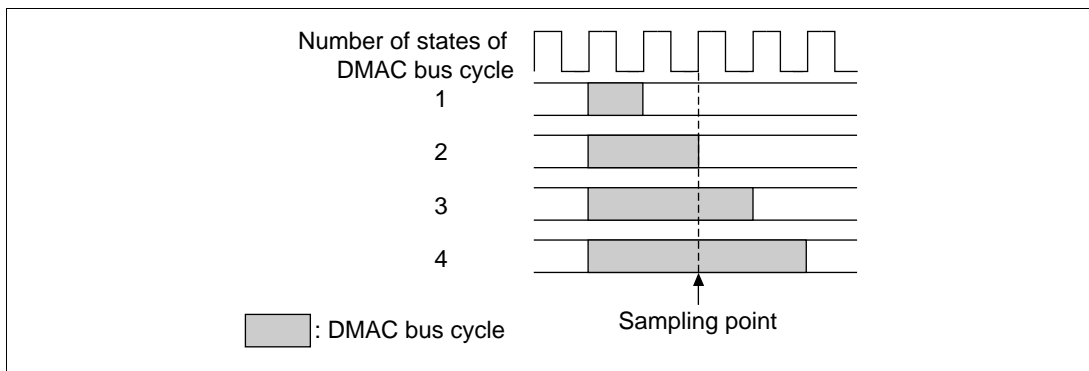 Number of states of
DMAC bus cycle
1
2
3
4
Sampling point
: DMAC bus cycle